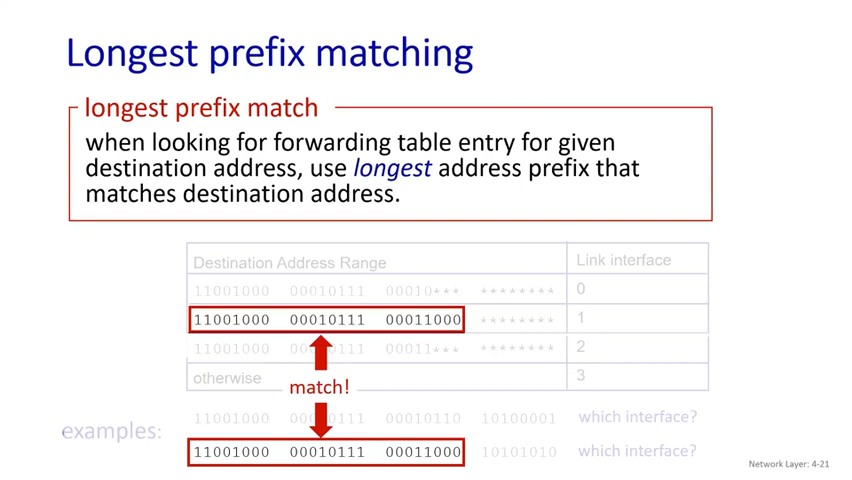 Longest prefix matching
longest prefix match
when looking for forwarding table entry for given
destination address, use longest address prefix that
matches destination address.
Destination Address Range Link interface
11001000 00010111 00010*** ******** 0
11001000 00010111 00011000 ******** 1
11001000 00010111 00011*** ******** 2
otherwise 3
match!
11001000 00010111 00010110 10100001 which interface?
examples:
11001000 00010111 00011000 10101010 which interface?
Network Layer: 4-21